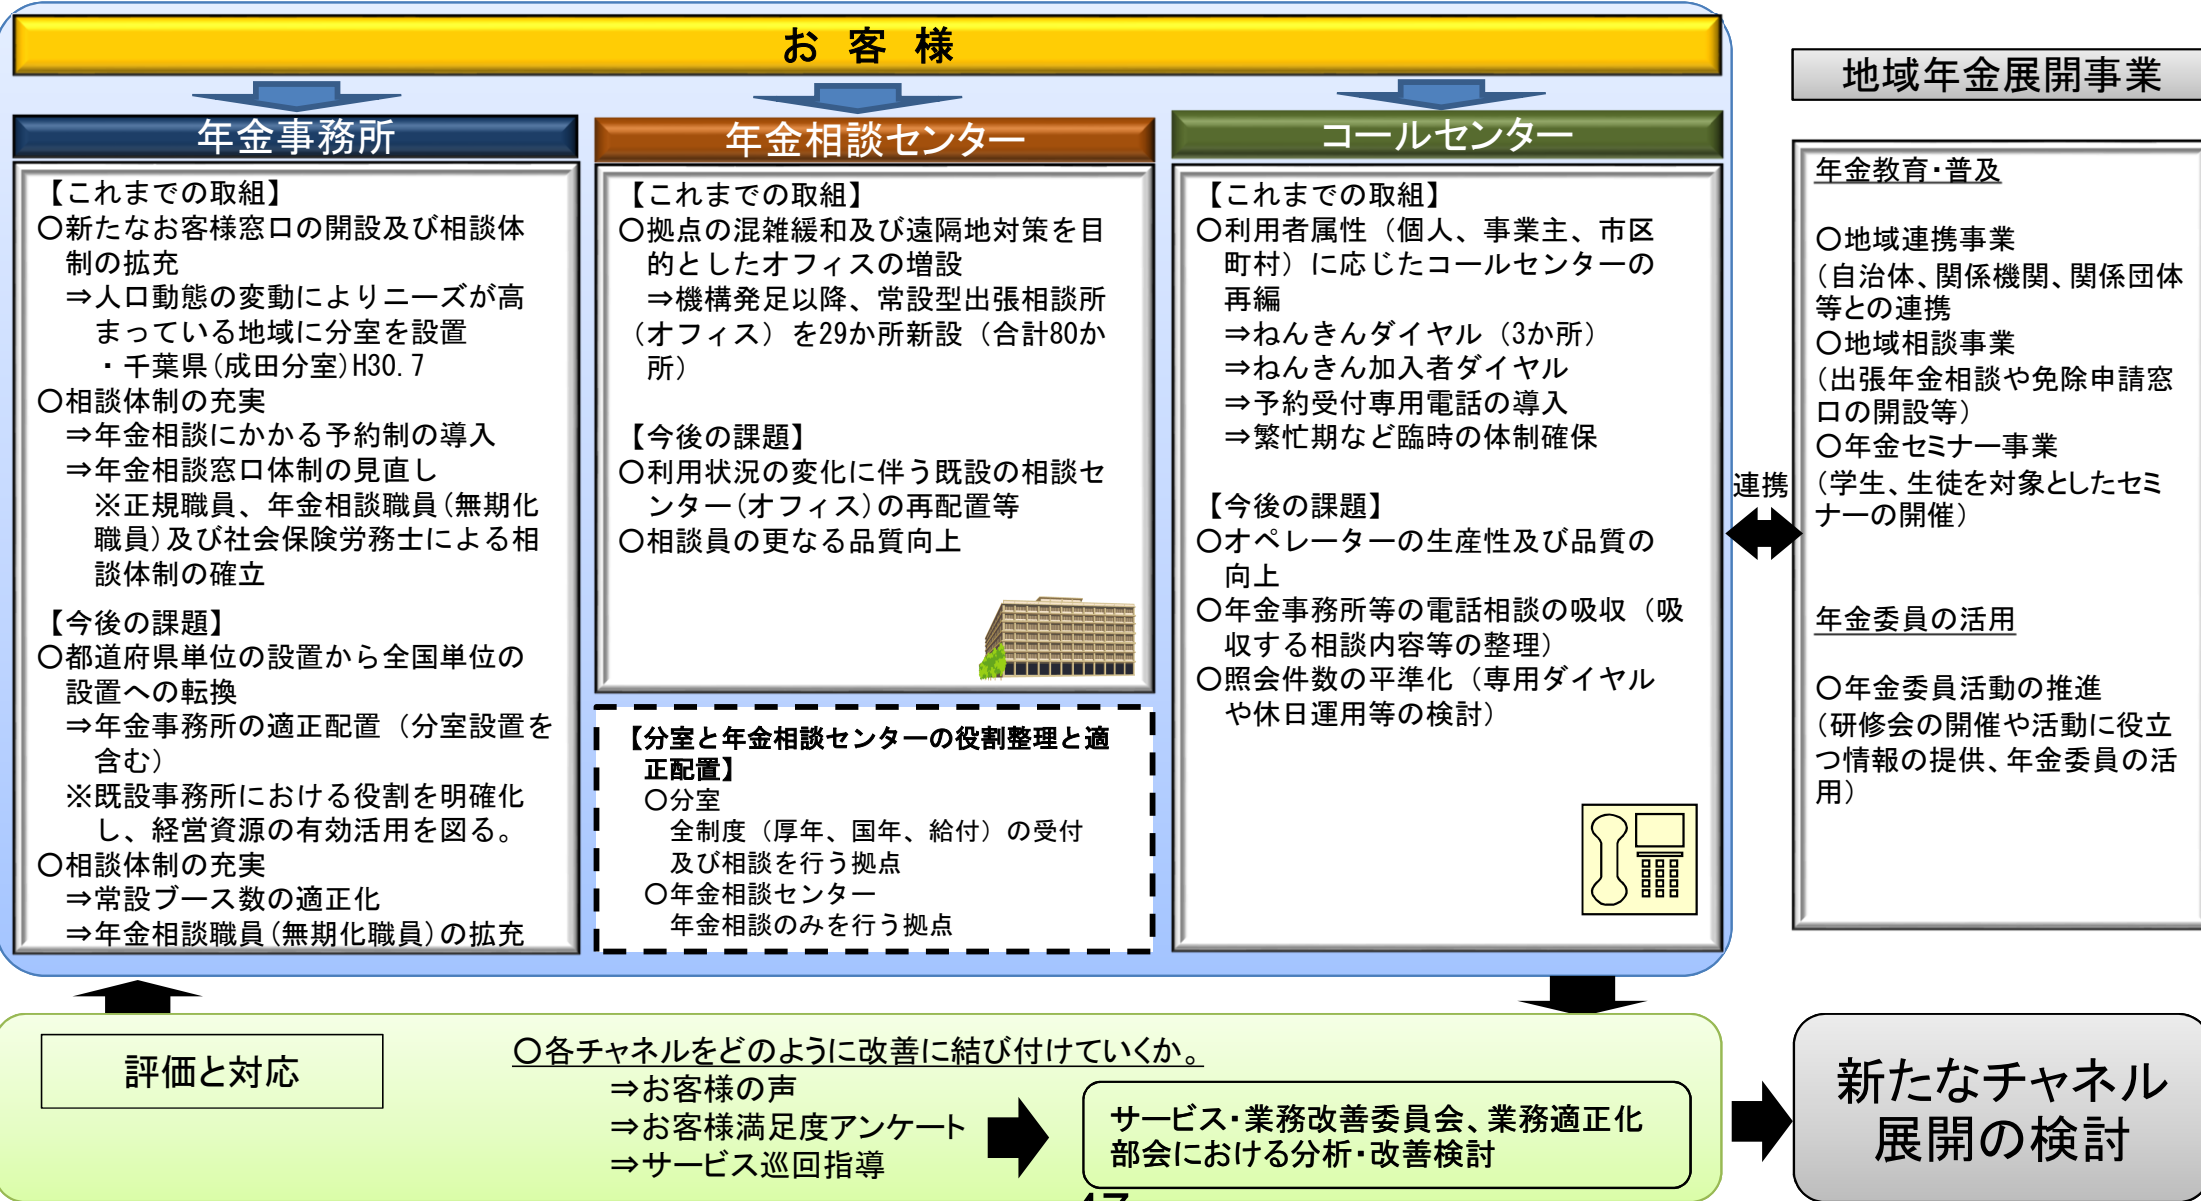 お 客 様
年金事務所
【これまでの取組】
〇新たなお客様窓口の開設及び相談体
制の拡充
⇒人口動態の変動によりニーズが高
まっている地域に分室を設置
・千葉県(成田分室)H30.7
〇相談体制の充実
⇒年金相談にかかる予約制の導入
⇒年金相談窓口体制の見直し
※正規職員、年金相談職員(無期化
職員)及び社会保険労務士による相
談体制の確立
【今後の課題】
〇都道府県単位の設置から全国単位の
設置への転換
⇒年金事務所の適正配置（分室設置を
含む）
※既設事務所における役割を明確化
し、経営資源の有効活用を図る。
〇相談体制の充実
⇒常設ブース数の適正化
⇒年金相談職員(無期化職員)の拡充
年金相談センター
【これまでの取組】
〇拠点の混雑緩和及び遠隔地対策を目
的としたオフィスの増設
⇒機構発足以降、常設型出張相談所
（オフィス）を29か所新設（合計80か
所）
【今後の課題】
〇利用状況の変化に伴う既設の相談セ
ンター(オフィス)の再配置等
〇相談員の更なる品質向上
【分室と年金相談センターの役割整理と適
正配置】
〇分室
全制度（厚年、国年、給付）の受付
及び相談を行う拠点
〇年金相談センター
年金相談のみを行う拠点
コールセンター
【これまでの取組】
〇利用者属性（個人、事業主、市区
町村）に応じたコールセンターの
再編
⇒ねんきんダイヤル（3か所）
⇒ねんきん加入者ダイヤル
⇒予約受付専用電話の導入
⇒繁忙期など臨時の体制確保
【今後の課題】
〇オペレーターの生産性及び品質の
向上
〇年金事務所等の電話相談の吸収（吸
収する相談内容等の整理）
〇照会件数の平準化（専用ダイヤル
や休日運用等の検討）
連携
地域年金展開事業
年金教育・普及
〇地域連携事業
（自治体、関係機関、関係団体
等との連携
〇地域相談事業
（出張年金相談や免除申請窓
口の開設等）
〇年金セミナー事業
（学生、生徒を対象としたセミ
ナーの開催）
年金委員の活用
〇年金委員活動の推進
（研修会の開催や活動に役立
つ情報の提供、年金委員の活
用）
評価と対応
〇各チャネルをどのように改善に結び付けていくか。
⇒お客様の声
⇒お客様満足度アンケート
⇒サービス巡回指導
サービス・業務改善委員会、業務適正化
部会における分析・改善検討
新たなチャネル
展開の検討